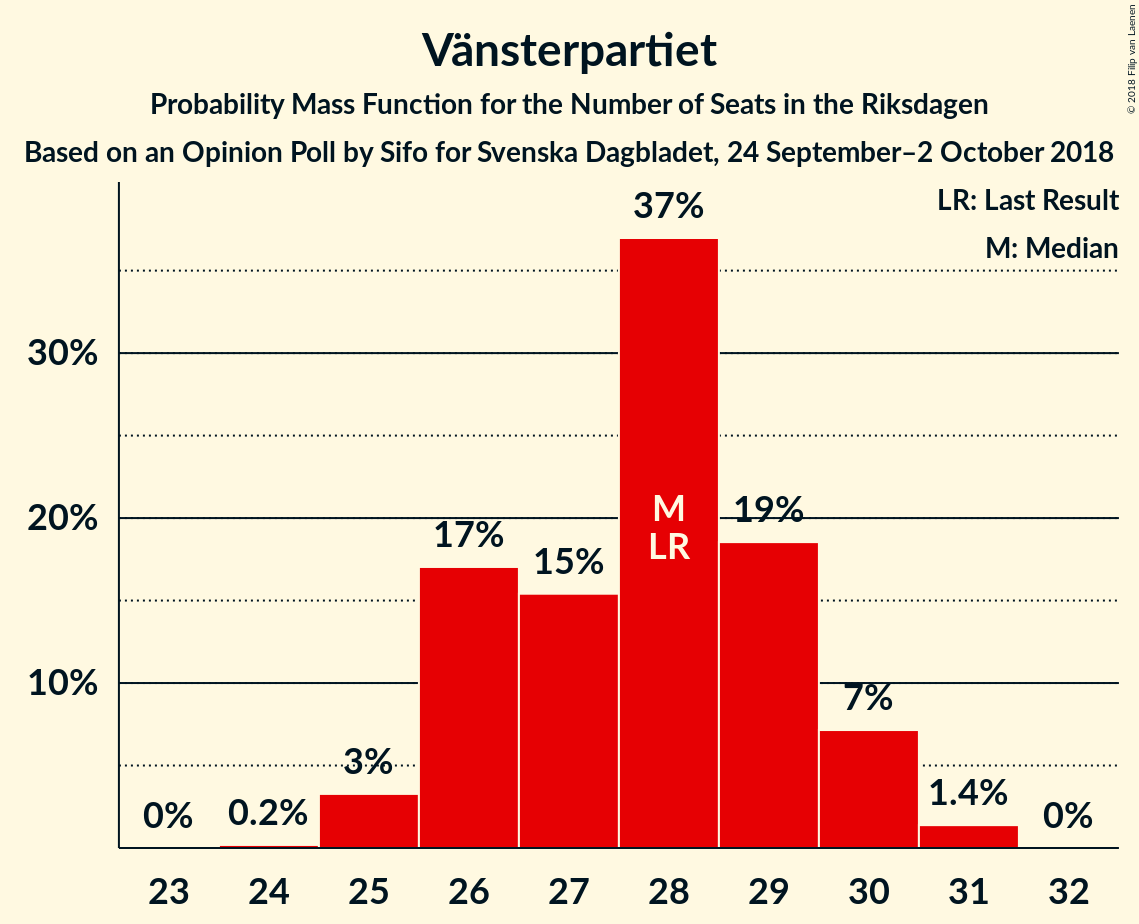 Vänsterpartiet
Probability Mass Function for the Number of Seats in the Riksdagen
Based on an Opinion Poll by Sifo for Svenska Dagbladet, 24 September–2 October 2018
© 2018 Filip van Laenen
LR: Last Result
M: Median
37%
30%
20%
10%
M
LR
19%
17%
15%
7%
3%
1.4%
0.2%
0%
0%
23 24 25 26 27 28 29 30 31 32